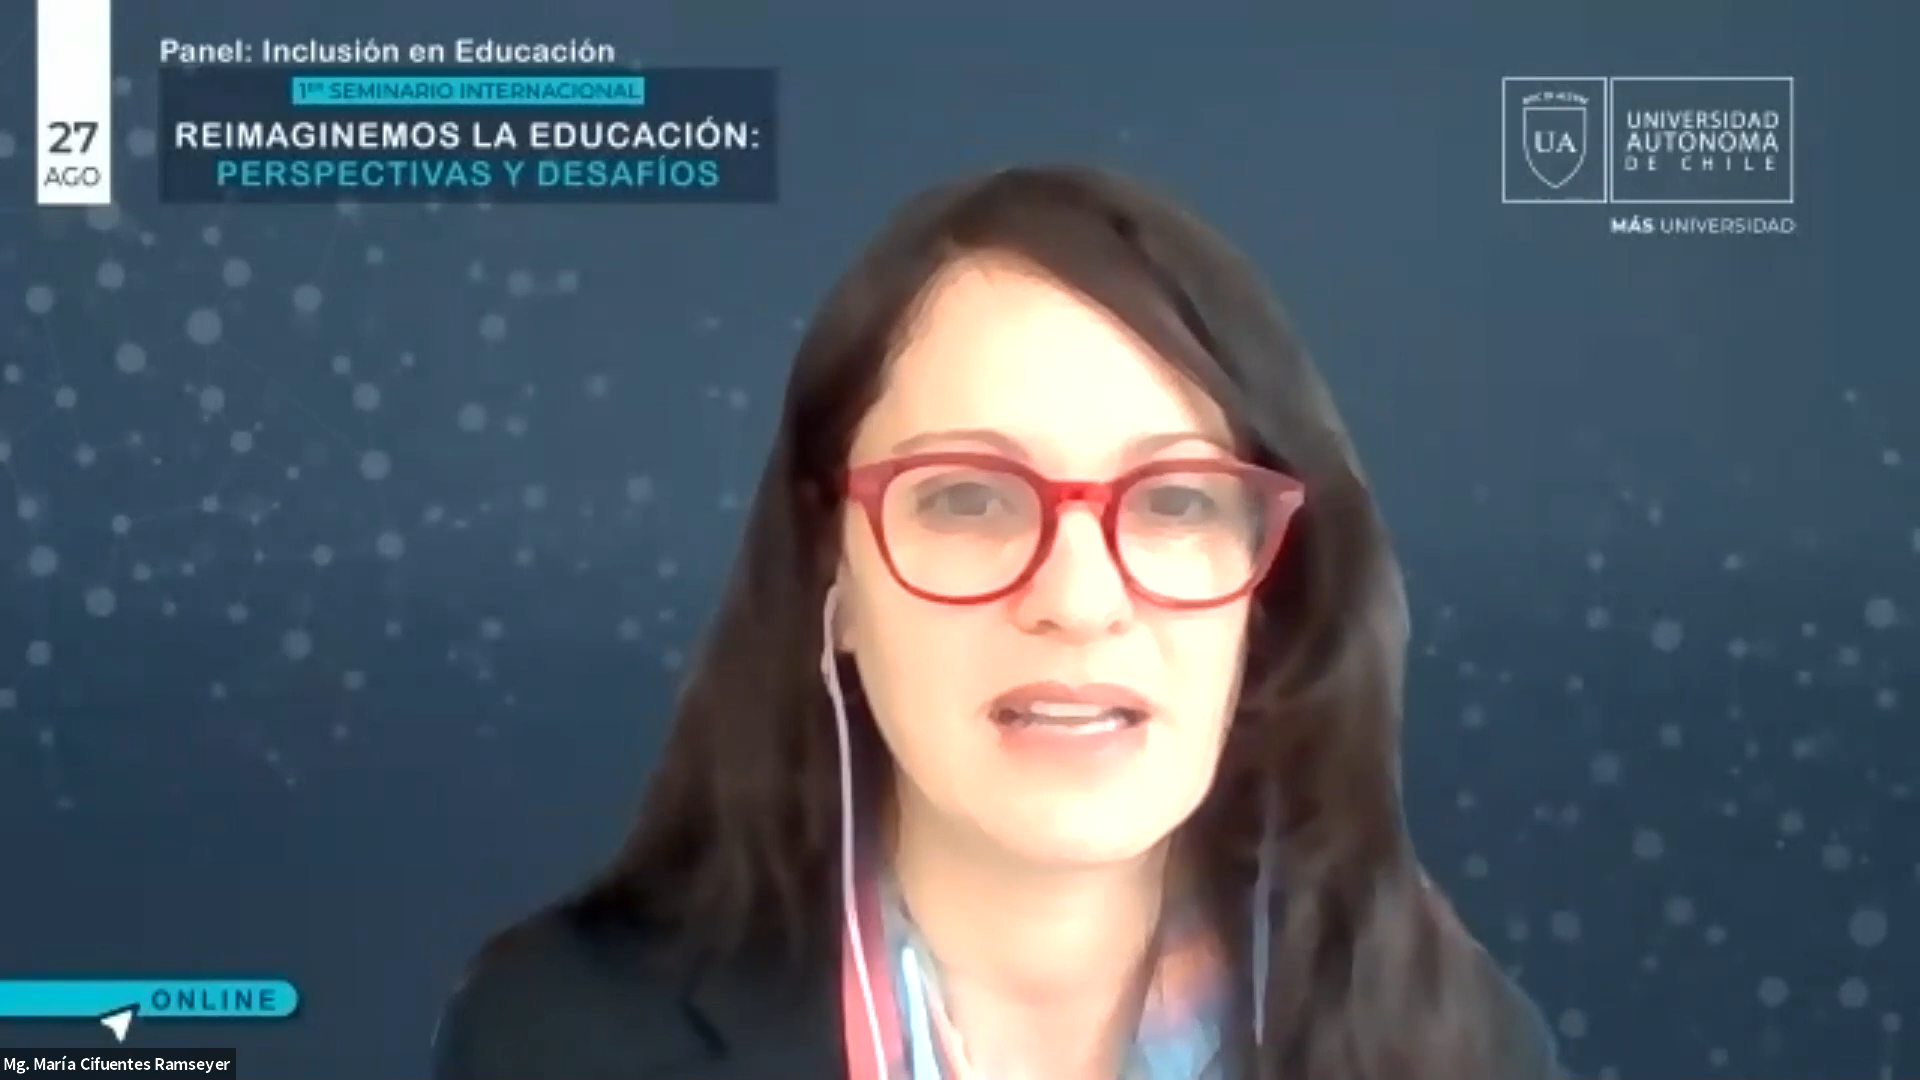 27
AGO
Panel: Inclusión en Educación
1er SEMINARIO INTERNACIONAL
REIMAGINEMOS LA EDUCACIÓN:
PERSPECTIVAS Y DESAFÍOS
UA
UNIVERSIDAD
AUTONOMA
DE CHILE
MÁS UNIVERSIDAD
ONLINE
Mg. María Cifuentes Ramseyer